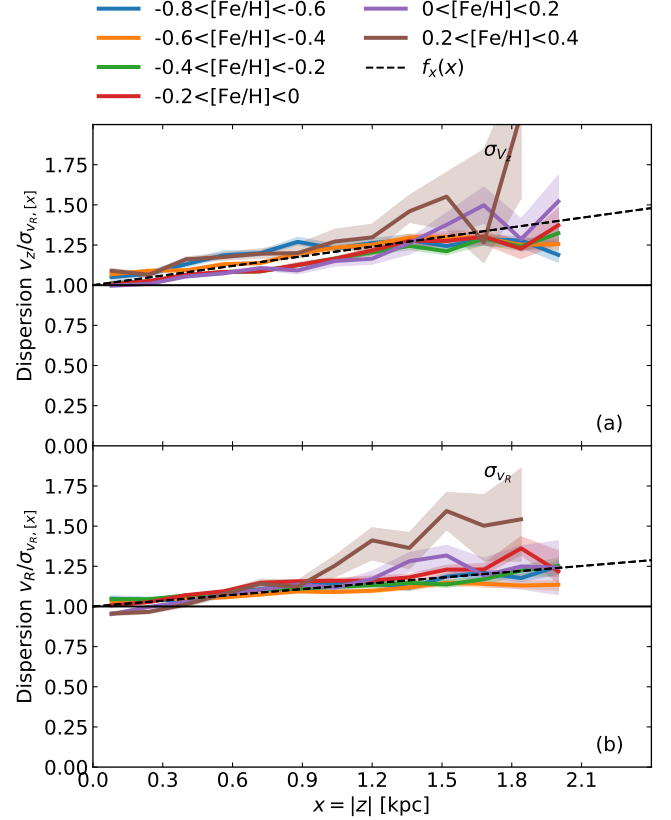 -0.8<[Fe/H]<-0.6
-0.6<[Fe/H]<-0.4
-0.4<[Fe/H]<-0.2
-0.2<[Fe/H]<0
0<[Fe/H]<0.2
0.2<[Fe/H]<0.4
f_x(x)
1.75
1.50
1.25
1.00
0.75
0.50
0.25
0.00
Dispersion v_z/σ_{v_R, [x]}
σ_{V_z}
(a)
1.75
1.50
1.25
1.00
0.75
0.50
0.25
0.00
Dispersion v_R/σ_{v_R, [x]}
σ_{v_R}
(b)
0.0 0.3 0.6 0.9 1.2 1.5 1.8 2.1
x = |z| [kpc]